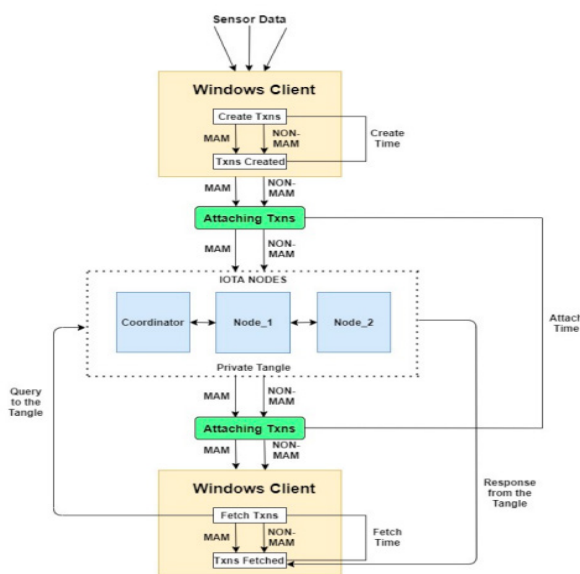 Sensor Data
Windows Client
Create Txns
MAM
NON-
MAM
Create
Time
Txns Created
MAM
NON-
MAM
Attaching Txns
MAM
NON-
MAM
IOTA NODES
Coordinator
Node_1
Node_2
Attach
Time
Private Tangle
Query
to the
Tangle
MAM
NON-
MAM
Attaching Txns
MAM
NON-
MAM
Windows Client
Response
from the
Tangle
Fetch Txns
MAM
NON-
MAM
Fetch
Time
Txns Fetched